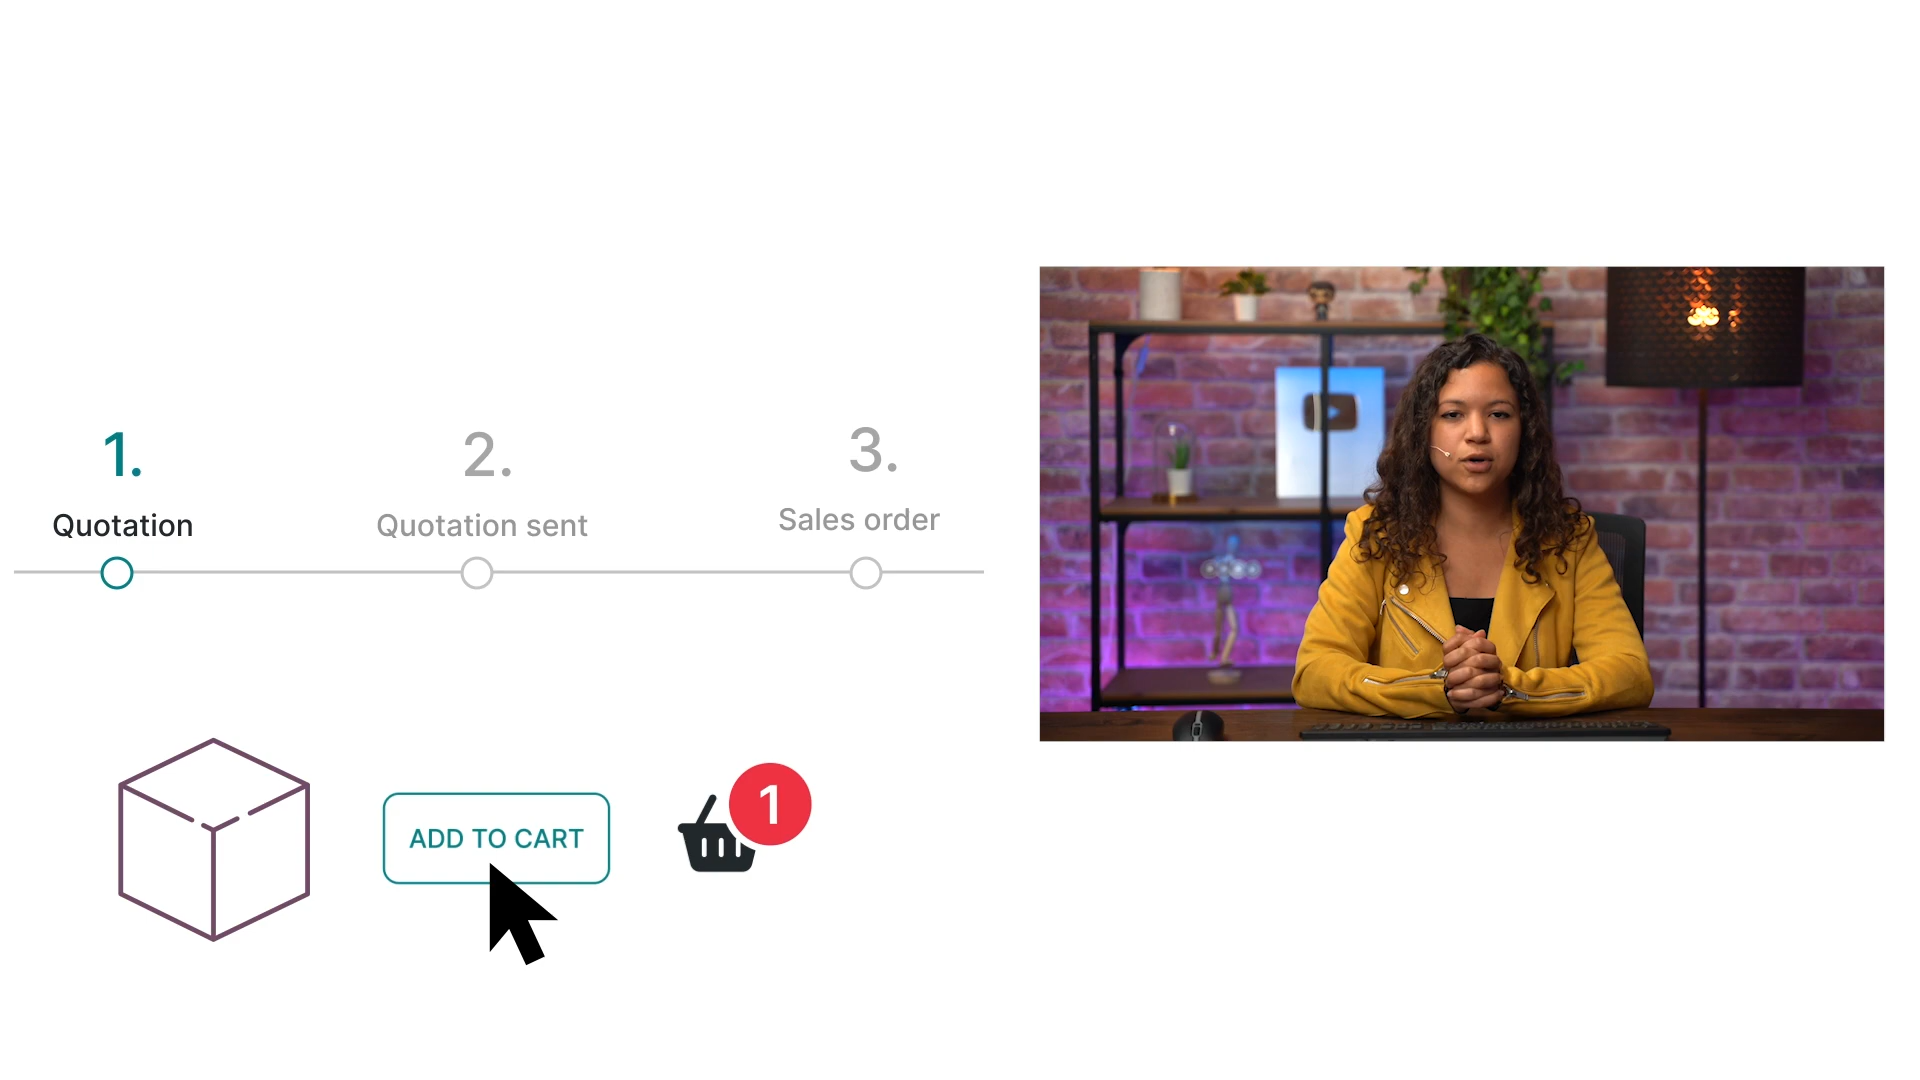 1.
Quotation
2.
Quotation sent
3.
Sales order
ADD TO CART
1